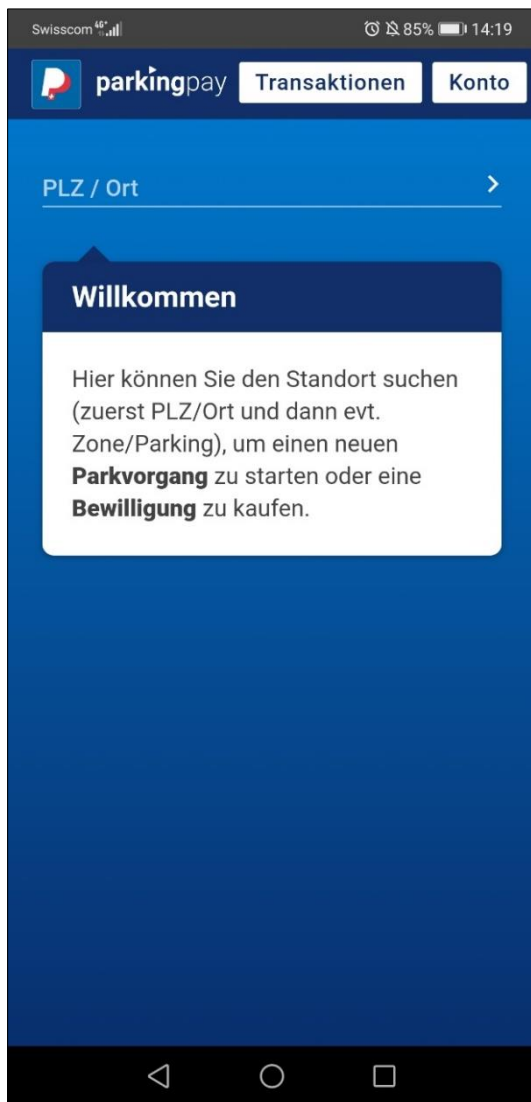 Swisscom 85% 14:19
parkingpay Transaktionen Konto
PLZ / Ort
Willkommen
Hier können Sie den Standort suchen
(zuerst PLZ/Ort und dann evt.
Zone/Parking), um einen neuen
Parkvorgang zu starten oder eine
Bewilligung zu kaufen.